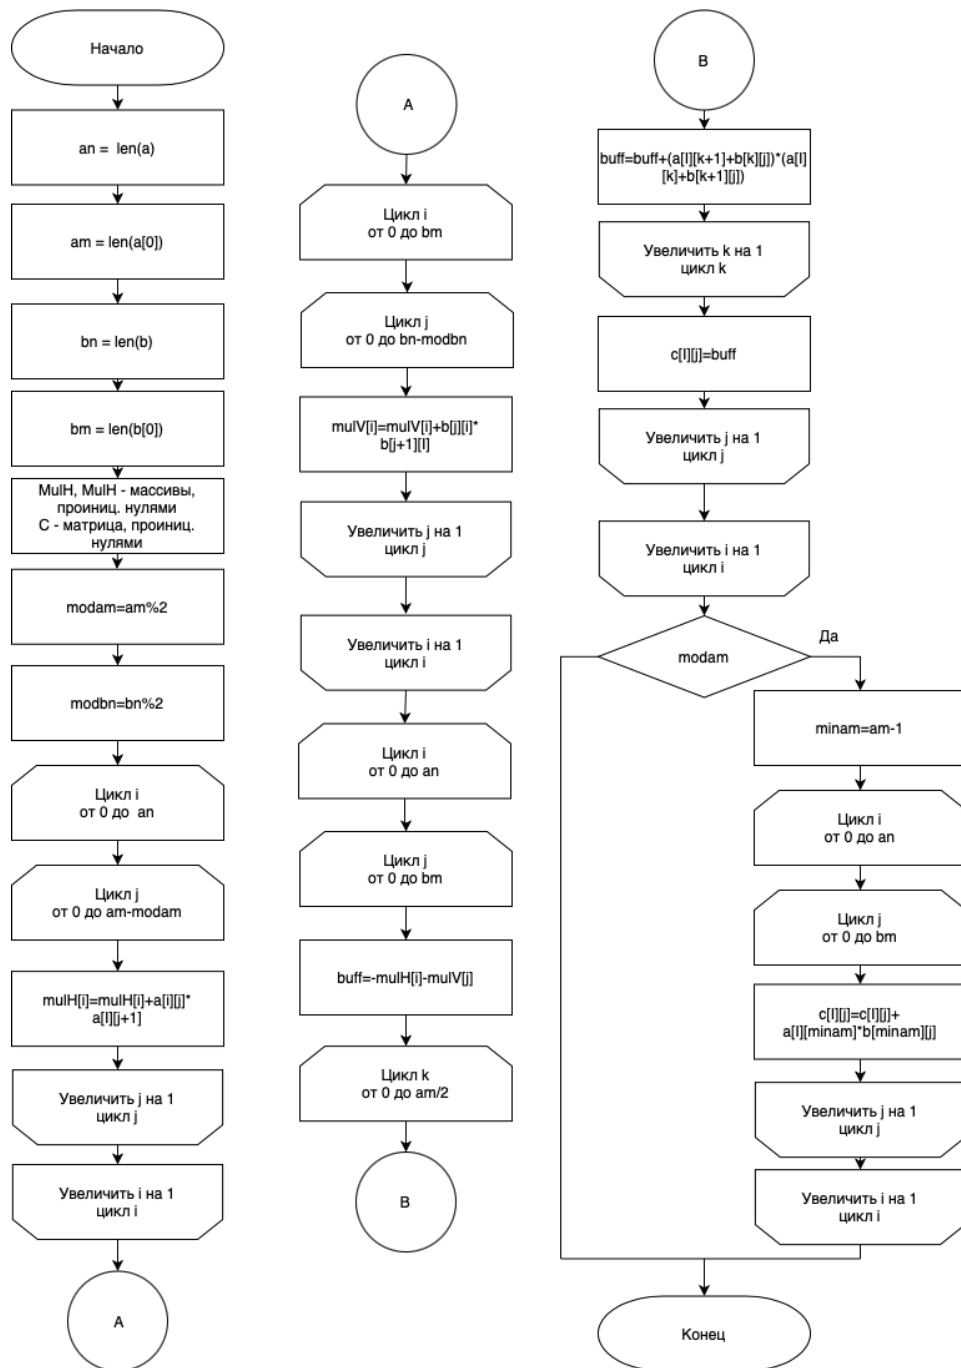 Начало
an = len(a)
am = len(a[0])
bn = len(b)
bm = len(b[0])
MulH, MulH - массивы,
проиниц. нулями
C - матрица, проиниц.
нулями
modam=am%2
modbn=bn%2
Цикл i
от 0 до an
Цикл j
от 0 до am-modam
mulH[i]=mulH[i]+a[i][j]*
a[I][j+1]
Увеличить j на 1
цикл j
Увеличить i на 1
цикл i
A
A
Цикл i
от 0 до bm
Цикл j
от 0 до bn-modbn
mulV[i]=mulV[i]+b[j][i]*
b[j+1][I]
Увеличить j на 1
цикл j
Увеличить i на 1
цикл i
Цикл i
от 0 до an
Цикл j
от 0 до bm
buff=-mulH[i]-mulV[j]
Цикл k
от 0 до am/2
B
B
buff=buff+(a[I][k+1]+b[k][j])*(a[I]
[k]+b[k+1][j])
Увеличить k на 1
цикл k
c[I][j]=buff
Увеличить j на 1
цикл j
Увеличить i на 1
цикл i
modam
Да
minam=am-1
Цикл i
от 0 до an
Цикл j
от 0 до bm
c[I][j]=c[I][j]+
a[I][minam]*b[minam][j]
Увеличить j на 1
цикл j
Увеличить i на 1
цикл i
Конец